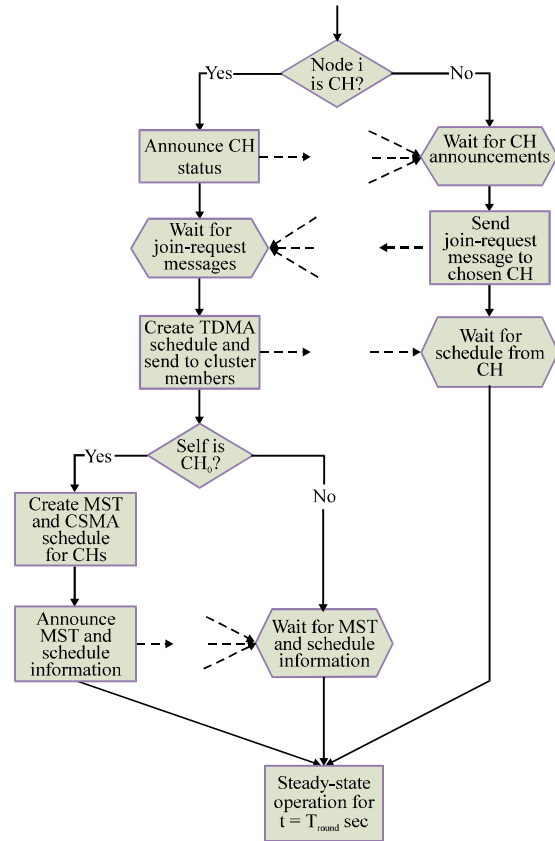 Node i
is CH?
Yes
No
Announce CH
status
Wait for CH
announcements
Wait for
join-request
messages
Send
join-request
message to
chosen CH
Create TDMA
schedule and
send to cluster
members
Wait for
schedule from
CH
Self is
CH₀?
Yes
No
Create MST
and CSMA
schedule
for CHs
Announce
MST and
schedule
information
Wait for MST
and schedule
information
Steady-state
operation for
t = T_round sec